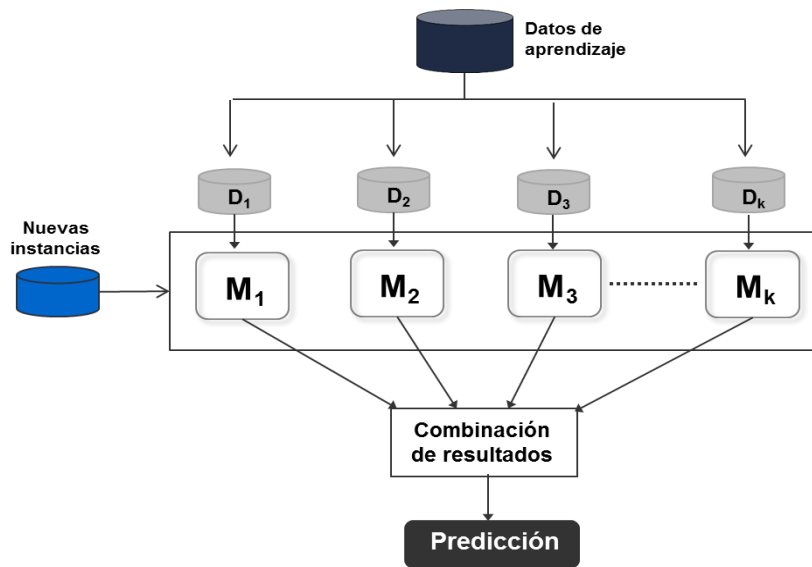 Datos de
aprendizaje
D₁
D₂
D₃
Dₖ
Nuevas
instancias
M₁
M₂
M₃
Mₖ
Combinación
de resultados
Predicción